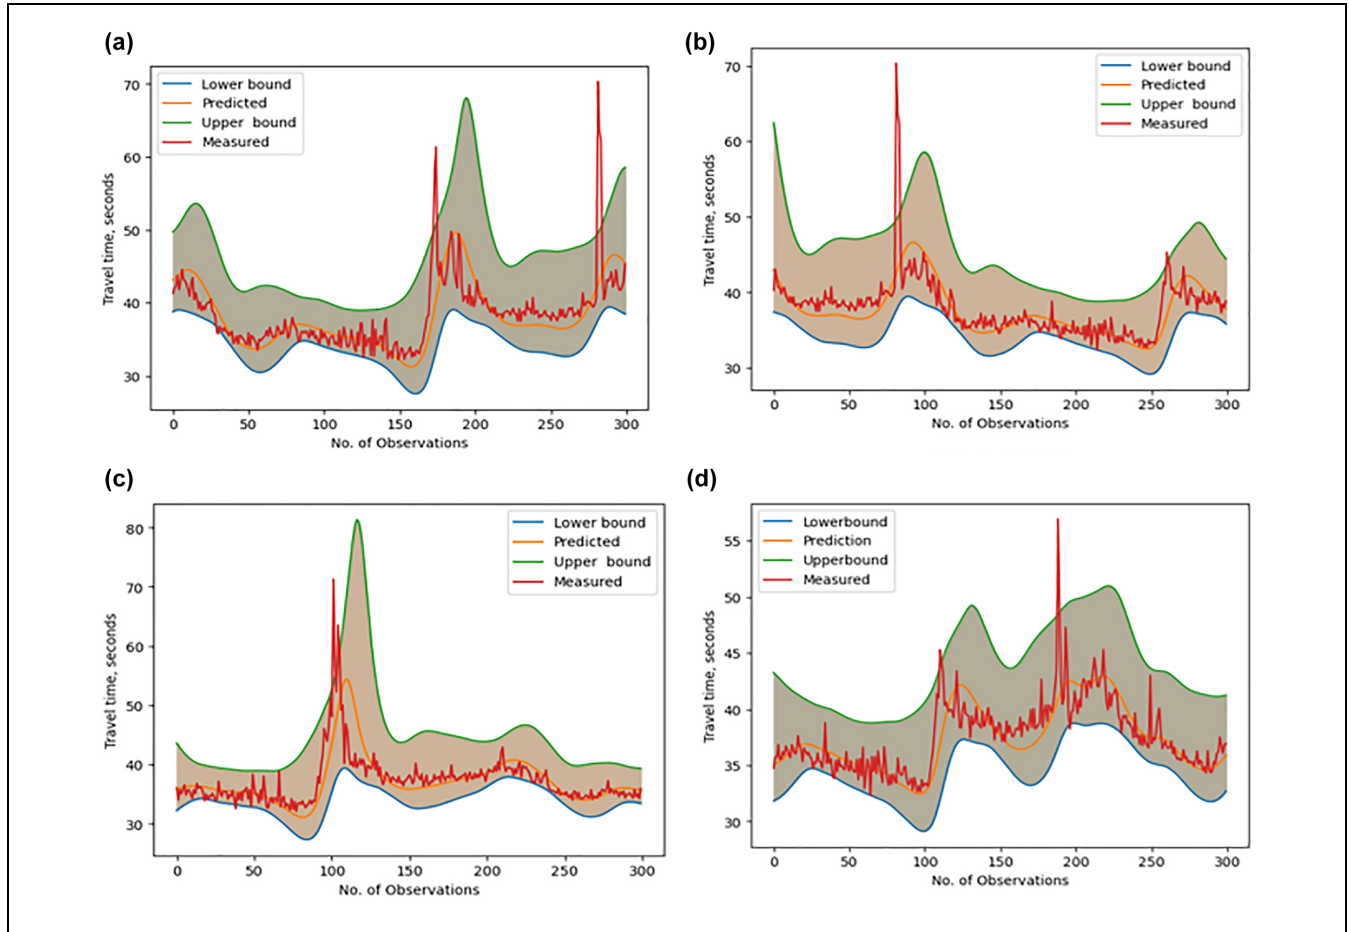 (a)
Lower bound
Predicted
Upper bound
Measured
70
60
50
40
30
Travel time, seconds
0 50 100 150 200 250 300
No. of Observations
(b)
Lower bound
Predicted
Upper bound
Measured
70
60
50
40
30
Travel time, seconds
0 50 100 150 200 250 300
No. of Observations
(c)
Lower bound
Predicted
Upper bound
Measured
80
70
60
50
40
30
Travel time, seconds
0 50 100 150 200 250 300
No. of Observations
(d)
Lowerbound
Prediction
Upperbound
Measured
55
50
45
40
35
30
Travel time, seconds
0 50 100 150 200 250 300
No. of Observations